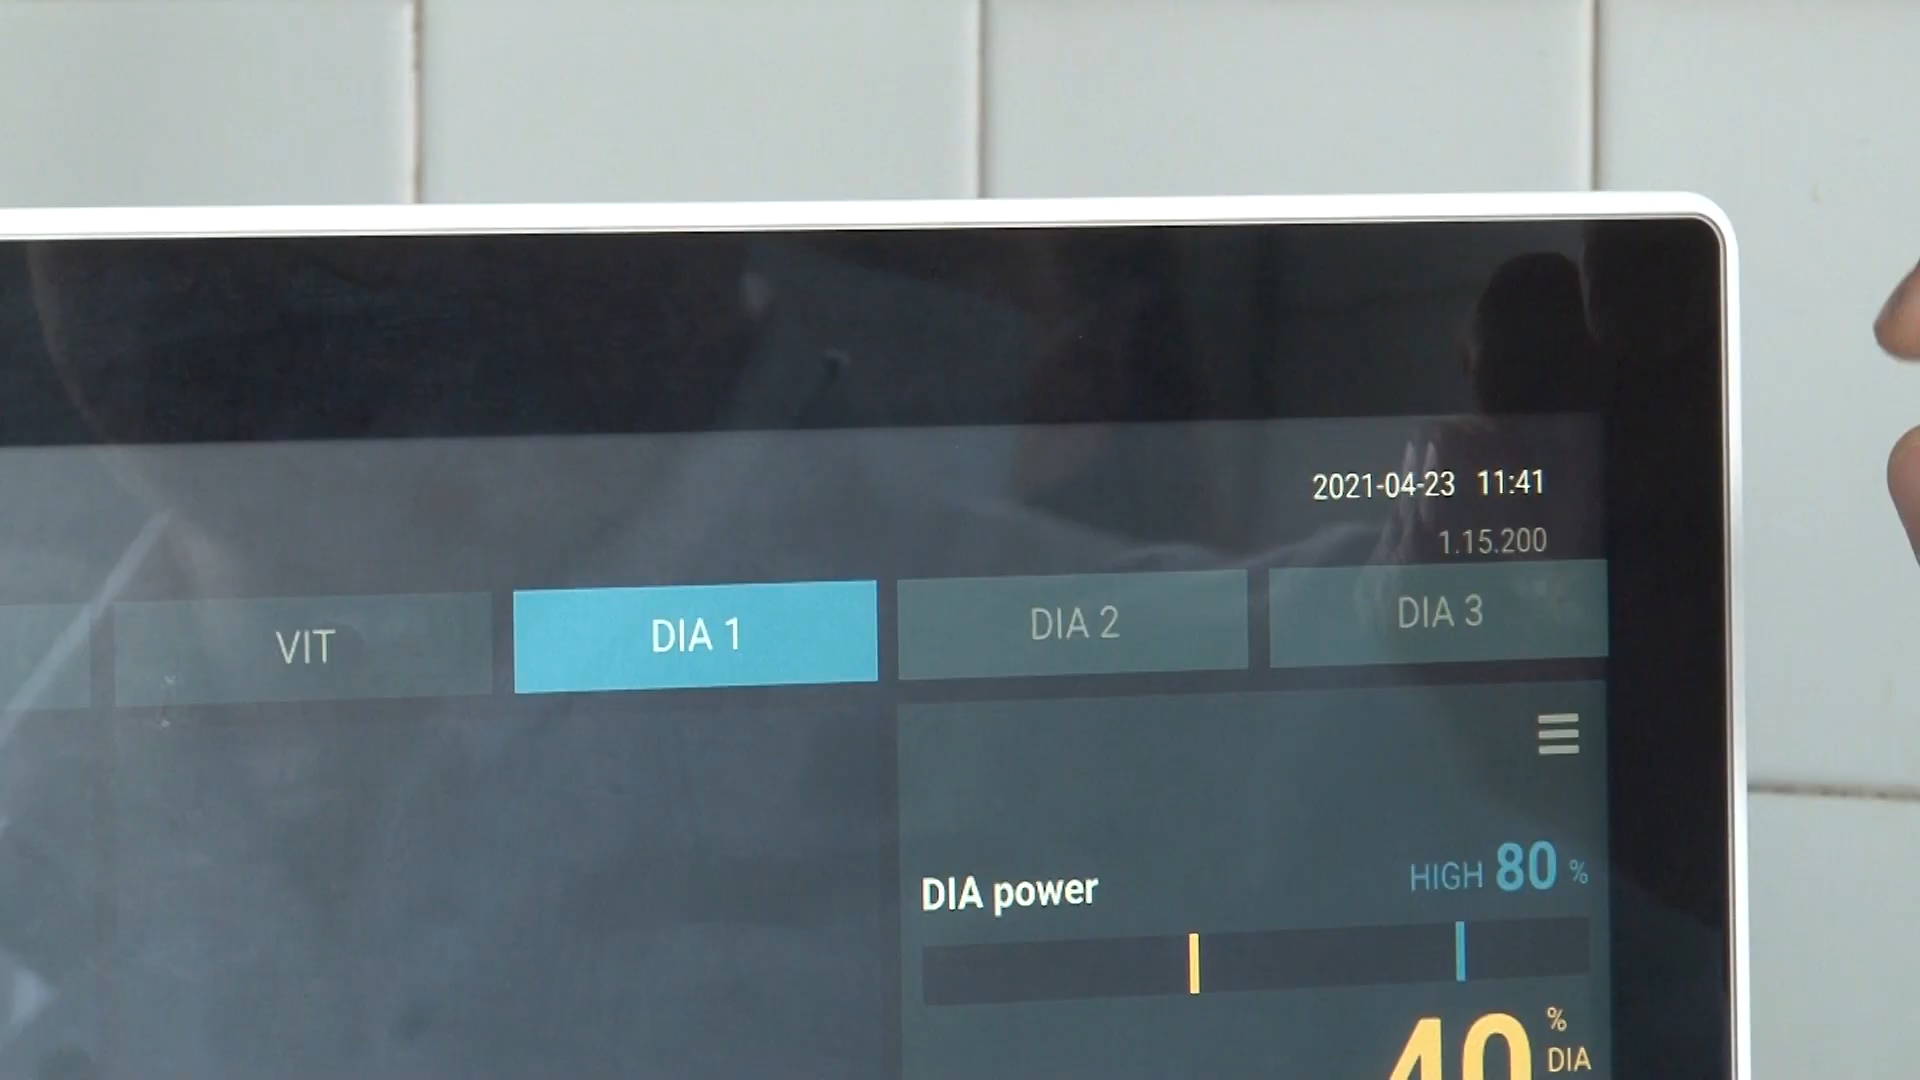 2021-04-23 11:41
1.15.200
VIT
DIA 1
DIA 2
DIA 3
DIA power
HIGH 80 %
40 % DIA